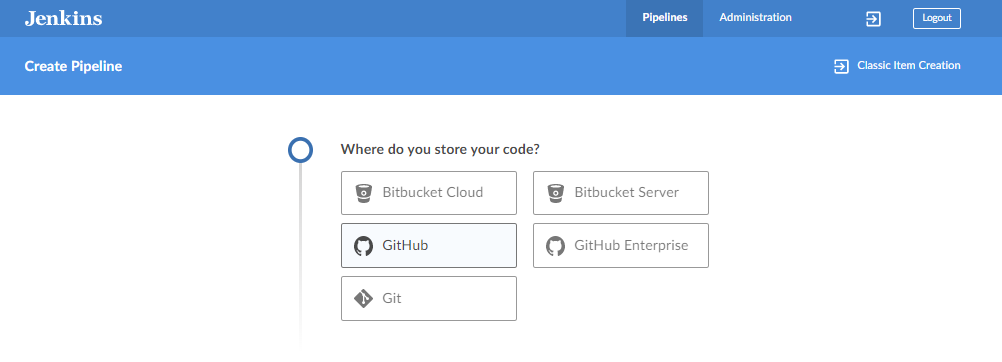 Jenkins
Pipelines
Administration
Logout
Create Pipeline
Classic Item Creation
Where do you store your code?
Bitbucket Cloud
Bitbucket Server
GitHub
GitHub Enterprise
Git